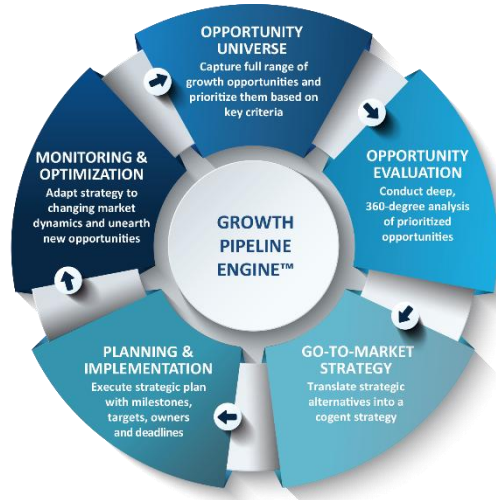 OPPORTUNITY
UNIVERSE
Capture full range of
growth opportunities and
prioritize them based on
key criteria
OPPORTUNITY
EVALUATION
Conduct deep,
360-degree analysis
of prioritized
opportunities
GO-TO-MARKET
STRATEGY
Translate strategic
alternatives into a
cogent strategy
PLANNING &
IMPLEMENTATION
Execute strategic plan
with milestones,
targets, owners
and deadlines
MONITORING &
OPTIMIZATION
Adapt strategy to
changing market
dynamics and unearth
new opportunities
GROWTH
PIPELINE
ENGINE™